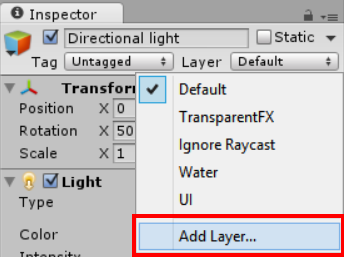 Inspector
Directional light Static
Tag Untagged Layer Default
Transfor
Position X 0
Rotation X 50
Scale X 1
Light
Type
Color
Intensity
Default
TransparentFX
Ignore Raycast
Water
UI
Add Layer...